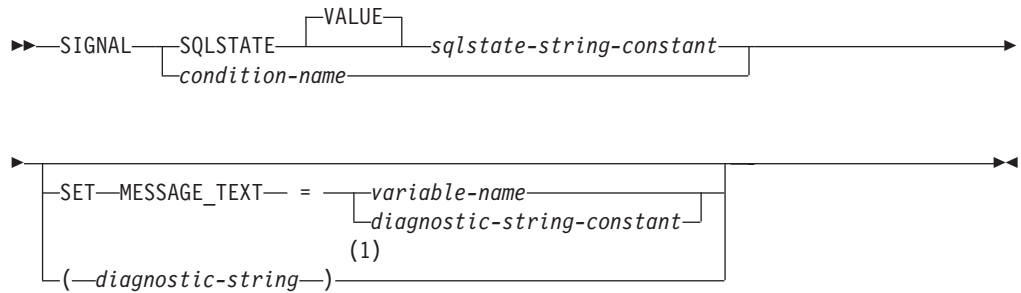 VALUE
SIGNAL SQLSTATE sqlstate-string-constant
condition-name
SET MESSAGE_TEXT = variable-name
diagnostic-string-constant
(1)
( diagnostic-string )